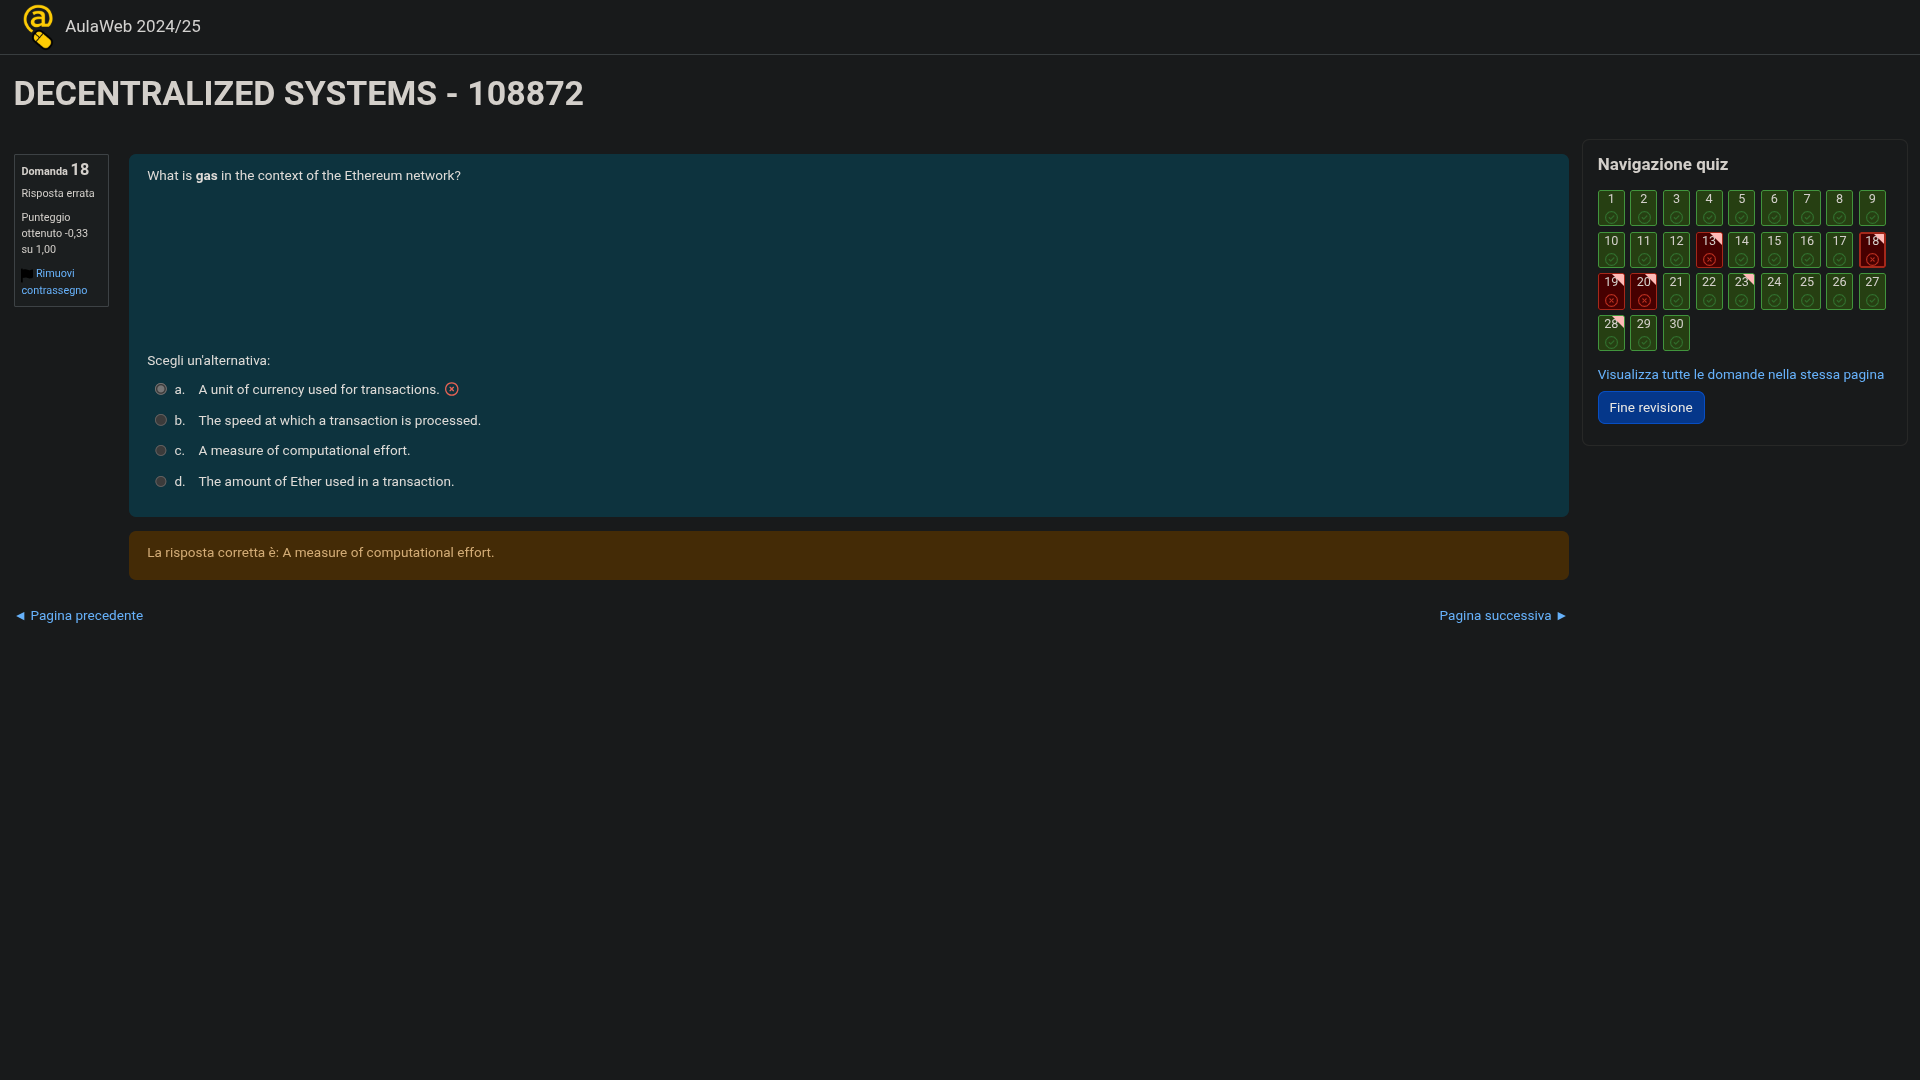 AulaWeb 2024/25
DECENTRALIZED SYSTEMS - 108872
Domanda 18
Risposta errata
Punteggio
ottenuto -0,33
su 1,00
Rimuovi
contrassegno
What is gas in the context of the Ethereum network?
Scegli un'alternativa:
a. A unit of currency used for transactions.
b. The speed at which a transaction is processed.
c. A measure of computational effort.
d. The amount of Ether used in a transaction.
La risposta corretta è: A measure of computational effort.
◄ Pagina precedente
Pagina successiva ►
Navigazione quiz
1 2 3 4 5 6 7 8 9
10 11 12 13 14 15 16 17 18
19 20 21 22 23 24 25 26 27
28 29 30
Visualizza tutte le domande nella stessa pagina
Fine revisione